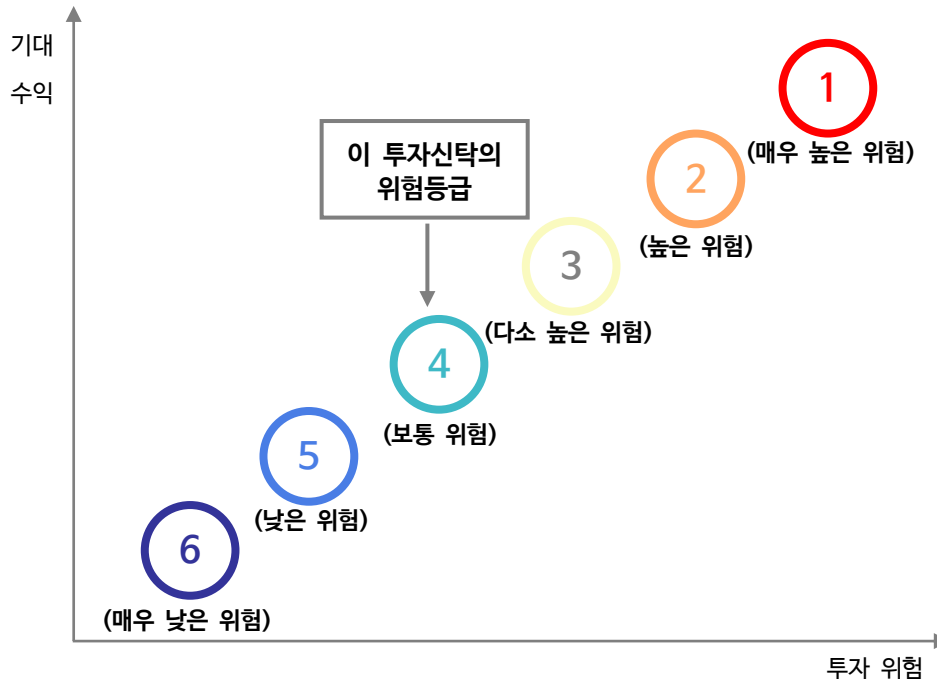 기대
수익
1
(매우 높은 위험)
이 투자신탁의
위험등급
2
(높은 위험)
3
(다소 높은 위험)
4
(보통 위험)
5
(낮은 위험)
6
(매우 낮은 위험)
투자 위험